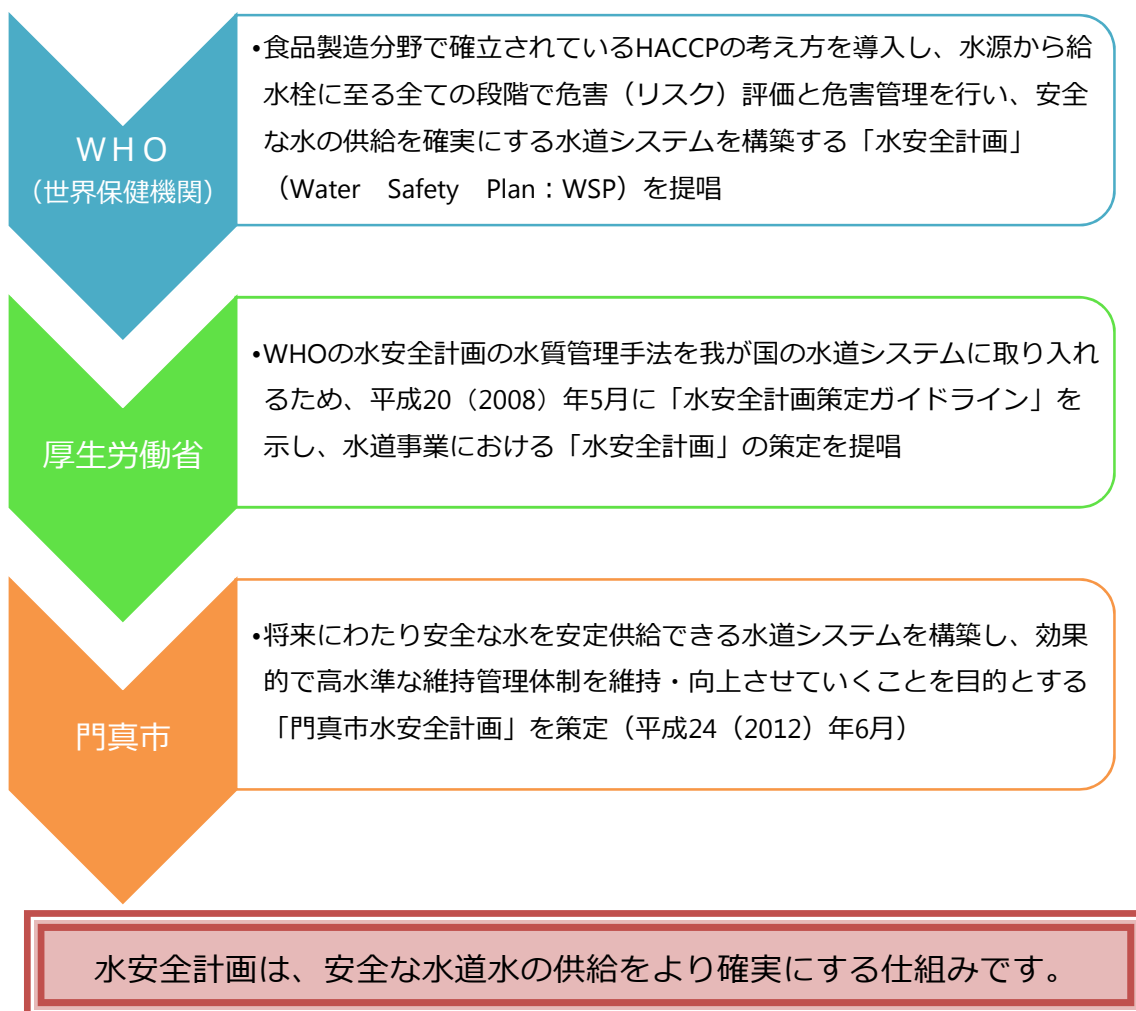 WHO
（世界保健機関）
•食品製造分野で確立されているHACCPの考え方を導入し、水源から給
水栓に至る全ての段階で危害（リスク）評価と危害管理を行い、安全
な水の供給を確実にする水道システムを構築する「水安全計画」
（Water　Safety　Plan：WSP）を提唱
厚生労働省
•WHOの水安全計画の水質管理手法を我が国の水道システムに取り入れ
るため、平成20（2008）年5月に「水安全計画策定ガイドライン」を
示し、水道事業における「水安全計画」の策定を提唱
門真市
•将来にわたり安全な水を安定供給できる水道システムを構築し、効果
的で高水準な維持管理体制を維持・向上させていくことを目的とする
「門真市水安全計画」を策定（平成24（2012）年6月）
水安全計画は、安全な水道水の供給をより確実にする仕組みです。